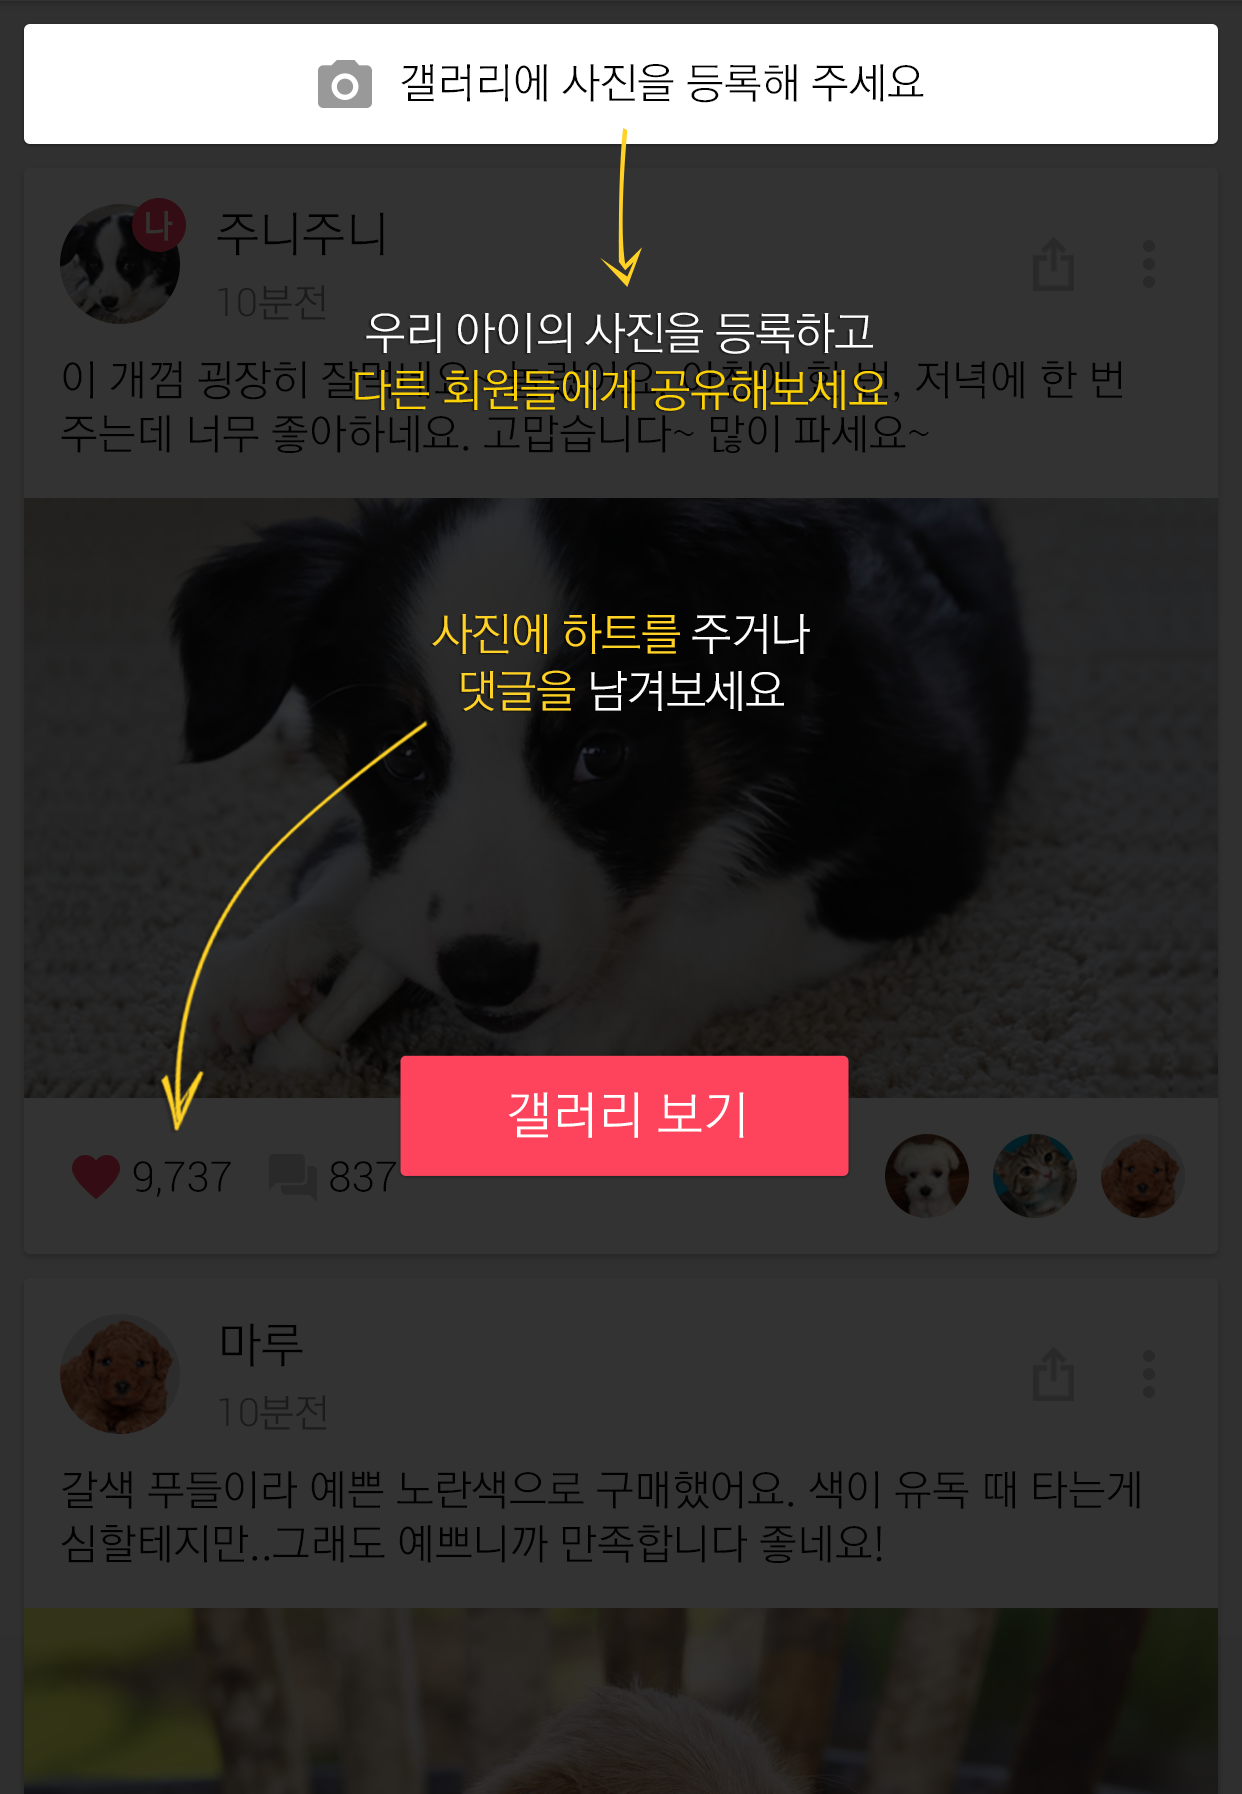 갤러리에 사진을 등록해 주세요
나
주니주니
10분전
우리 아이의 사진을 등록하고
다른 회원들에게 공유해보세요
이 개껌 굉장히 저녁에 한 번
주는데 너무 좋아하네요. 고맙습니다~ 많이 파세요~
사진에 하트를 주거나
댓글을 남겨보세요
갤러리 보기
9,737 837
마루
10분전
갈색 푸들이라 예쁜 노란색으로 구매했어요. 색이 유독 때 타는게
심할테지만..그래도 예쁘니까 만족합니다 좋네요!